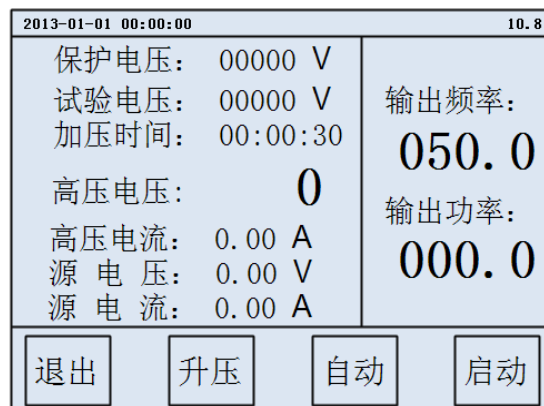 2013-01-01 00:00:00 10.8
保护电压： 00000 V
试验电压： 00000 V
加压时间： 00:00:30
高压电压: 0
高压电流： 0.00 A
源 电 压： 0.00 V
源 电 流： 0.00 A
输出频率：
050.0
输出功率：
000.0
退出 升压 自动 启动